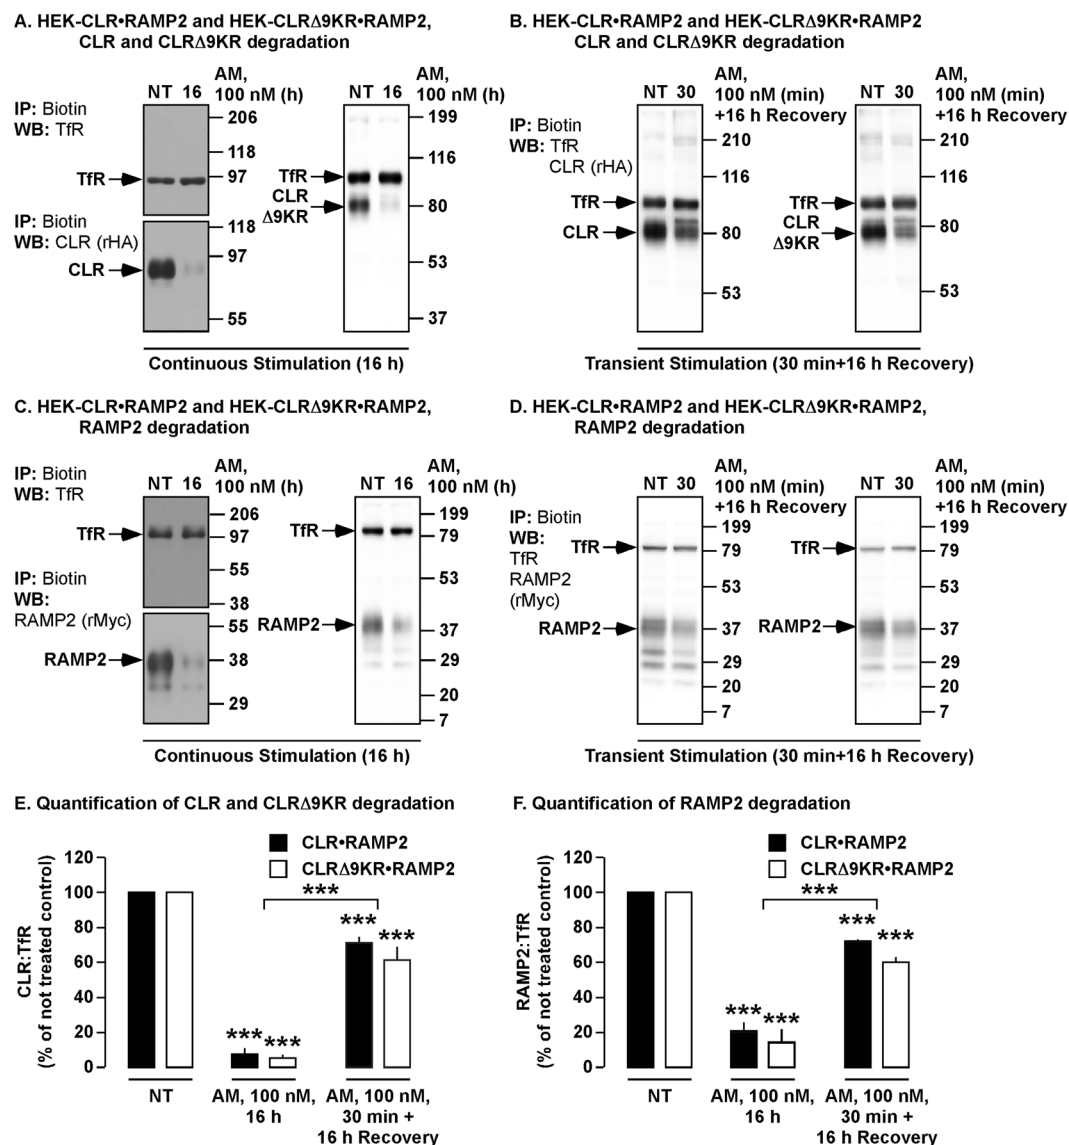 A. HEK-CLR•RAMP2 and HEK-CLRΔ9KR•RAMP2,
CLR and CLRΔ9KR degradation
AM,
NT 16 100 nM (h)
IP: Biotin
WB: TfR
206
118
TfR
97
IP: Biotin
WB: CLR (rHA)
118
97
CLR
55
AM,
NT 16 100 nM (h)
199
116
TfR
CLR
Δ9KR
80
53
37
Continuous Stimulation (16 h)
B. HEK-CLR•RAMP2 and HEK-CLRΔ9KR•RAMP2
CLR and CLRΔ9KR degradation
AM,
NT 30 100 nM (min)
+16 h Recovery
IP: Biotin
WB: TfR
CLR (rHA)
210
116
TfR
CLR
80
53
AM,
NT 30 100 nM (min)
+16 h Recovery
210
116
TfR
CLR
Δ9KR
80
53
Transient Stimulation (30 min+16 h Recovery)
C. HEK-CLR•RAMP2 and HEK-CLRΔ9KR•RAMP2,
RAMP2 degradation
AM,
NT 16 100 nM (h)
IP: Biotin
WB: TfR
206
TfR
97
55
38
IP: Biotin
WB:
RAMP2 (rMyc)
55
RAMP2
38
29
AM,
NT 16 100 nM (h)
199
TfR
79
53
RAMP2
37
29
20
7
Continuous Stimulation (16 h)
D. HEK-CLR•RAMP2 and HEK-CLRΔ9KR•RAMP2,
RAMP2 degradation
AM,
NT 30 100 nM (min)
+16 h Recovery
IP: Biotin
WB:
TfR
RAMP2
(rMyc)
199
TfR
79
53
RAMP2
37
29
20
7
AM,
NT 30 100 nM (min)
+16 h Recovery
199
TfR
79
53
RAMP2
37
29
20
7
Transient Stimulation (30 min+16 h Recovery)
E. Quantification of CLR and CLRΔ9KR degradation
CLR•RAMP2
CLRΔ9KR•RAMP2
CLR:TfR
(% of not treated control)
120
100
80
60
40
20
0
***
*** ***
*** ***
NT
AM, 100 nM,
16 h
AM, 100 nM,
30 min +
16 h Recovery
F. Quantification of RAMP2 degradation
CLR•RAMP2
CLRΔ9KR•RAMP2
RAMP2:TfR
(% of not treated control)
120
100
80
60
40
20
0
***
*** ***
*** ***
NT
AM, 100 nM,
16 h
AM, 100 nM,
30 min +
16 h Recovery